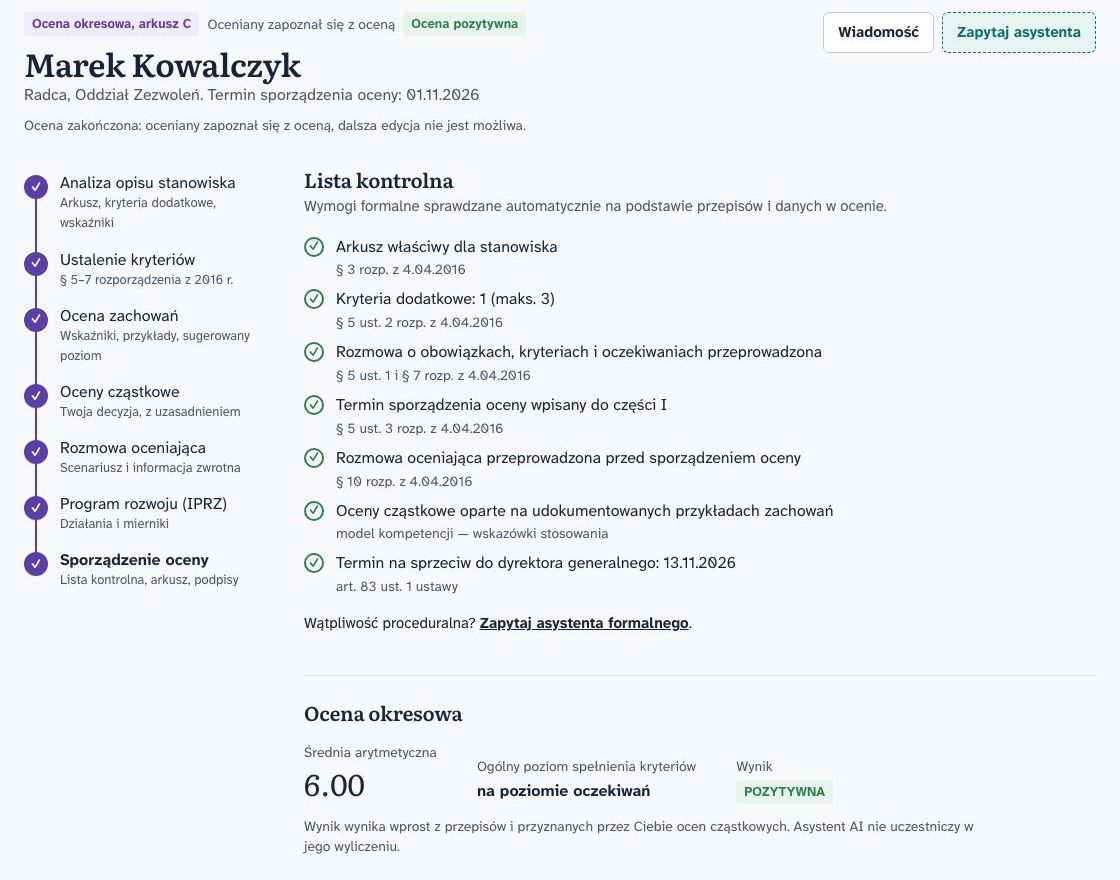 Ocena okresowa, arkusz C Oceniany zapoznał się z oceną Ocena pozytywna
Wiadomość Zapytaj asystenta
Marek Kowalczyk
Radca, Oddział Zezwoleń. Termin sporządzenia oceny: 01.11.2026
Ocena zakończona: oceniany zapoznał się z oceną, dalsza edycja nie jest możliwa.
Analiza opisu stanowiska
Arkusz, kryteria dodatkowe,
wskaźniki
Ustalenie kryteriów
§ 5–7 rozporządzenia z 2016 r.
Ocena zachowań
Wskaźniki, przykłady, sugerowany
poziom
Oceny cząstkowe
Twoja decyzja, z uzasadnieniem
Rozmowa oceniająca
Scenariusz i informacja zwrotna
Program rozwoju (IPRZ)
Działania i mierniki
Sporządzenie oceny
Lista kontrolna, arkusz, podpisy
Lista kontrolna
Wymogi formalne sprawdzane automatycznie na podstawie przepisów i danych w ocenie.
Arkusz właściwy dla stanowiska
§ 3 rozp. z 4.04.2016
Kryteria dodatkowe: 1 (maks. 3)
§ 5 ust. 2 rozp. z 4.04.2016
Rozmowa o obowiązkach, kryteriach i oczekiwaniach przeprowadzona
§ 5 ust. 1 i § 7 rozp. z 4.04.2016
Termin sporządzenia oceny wpisany do części I
§ 5 ust. 3 rozp. z 4.04.2016
Rozmowa oceniająca przeprowadzona przed sporządzeniem oceny
§ 10 rozp. z 4.04.2016
Oceny cząstkowe oparte na udokumentowanych przykładach zachowań
model kompetencji — wskazówki stosowania
Termin na sprzeciw do dyrektora generalnego: 13.11.2026
art. 83 ust. 1 ustawy
Wątpliwość proceduralna? Zapytaj asystenta formalnego.
Ocena okresowa
Średnia arytmetyczna
6.00
Ogólny poziom spełnienia kryteriów
na poziomie oczekiwań
Wynik
POZYTYWNA
Wynik wynika wprost z przepisów i przyznanych przez Ciebie ocen cząstkowych. Asystent AI nie uczestniczy w
jego wyliczeniu.